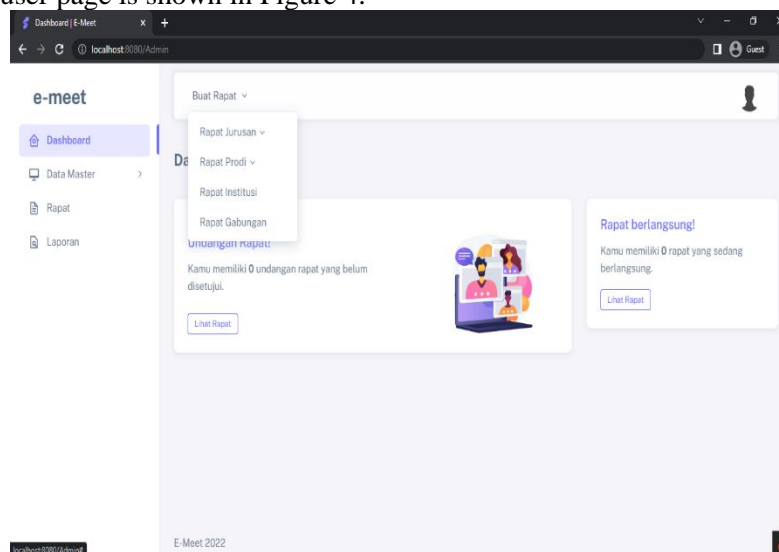 user page is shown in Figure 4.
Dashboard | E-Meet
localhost:8080/Admin
Guest
e-meet
Buat Rapat
Dashboard
Data Master
Rapat
Laporan
Rapat Jurusan
Rapat Prodi
Rapat Institusi
Rapat Gabungan
Da
Undangan Rapat!
Kamu memiliki 0 undangan rapat yang belum
disetujui.
Lihat Rapat
Rapat berlangsung!
Kamu memiliki 0 rapat yang sedang
berlangsung.
Lihat Rapat
E-Meet 2022
localhost:8080/Admin#